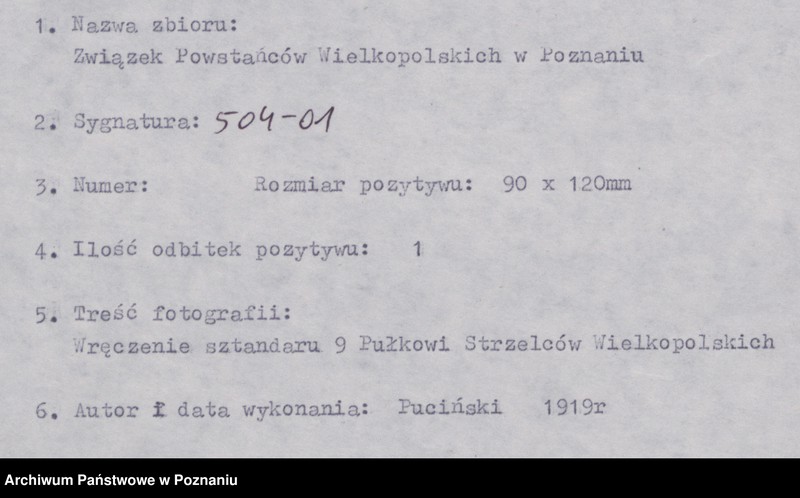 1. Nazwa zbioru:
Związek Powstańców Wielkopolskich w Poznaniu
2. Sygnatura: 504-01
3. Numer: Rozmiar pozytywu: 90 x 120mm
4. Ilość odbitek pozytywu: 1
5. Treść fotografii:
Wręczenie sztandaru 9 Pułkowi Strzelców Wielkopolskich
6. Autor i data wykonania: Puciński 1919r
Archiwum Państwowe w Poznaniu